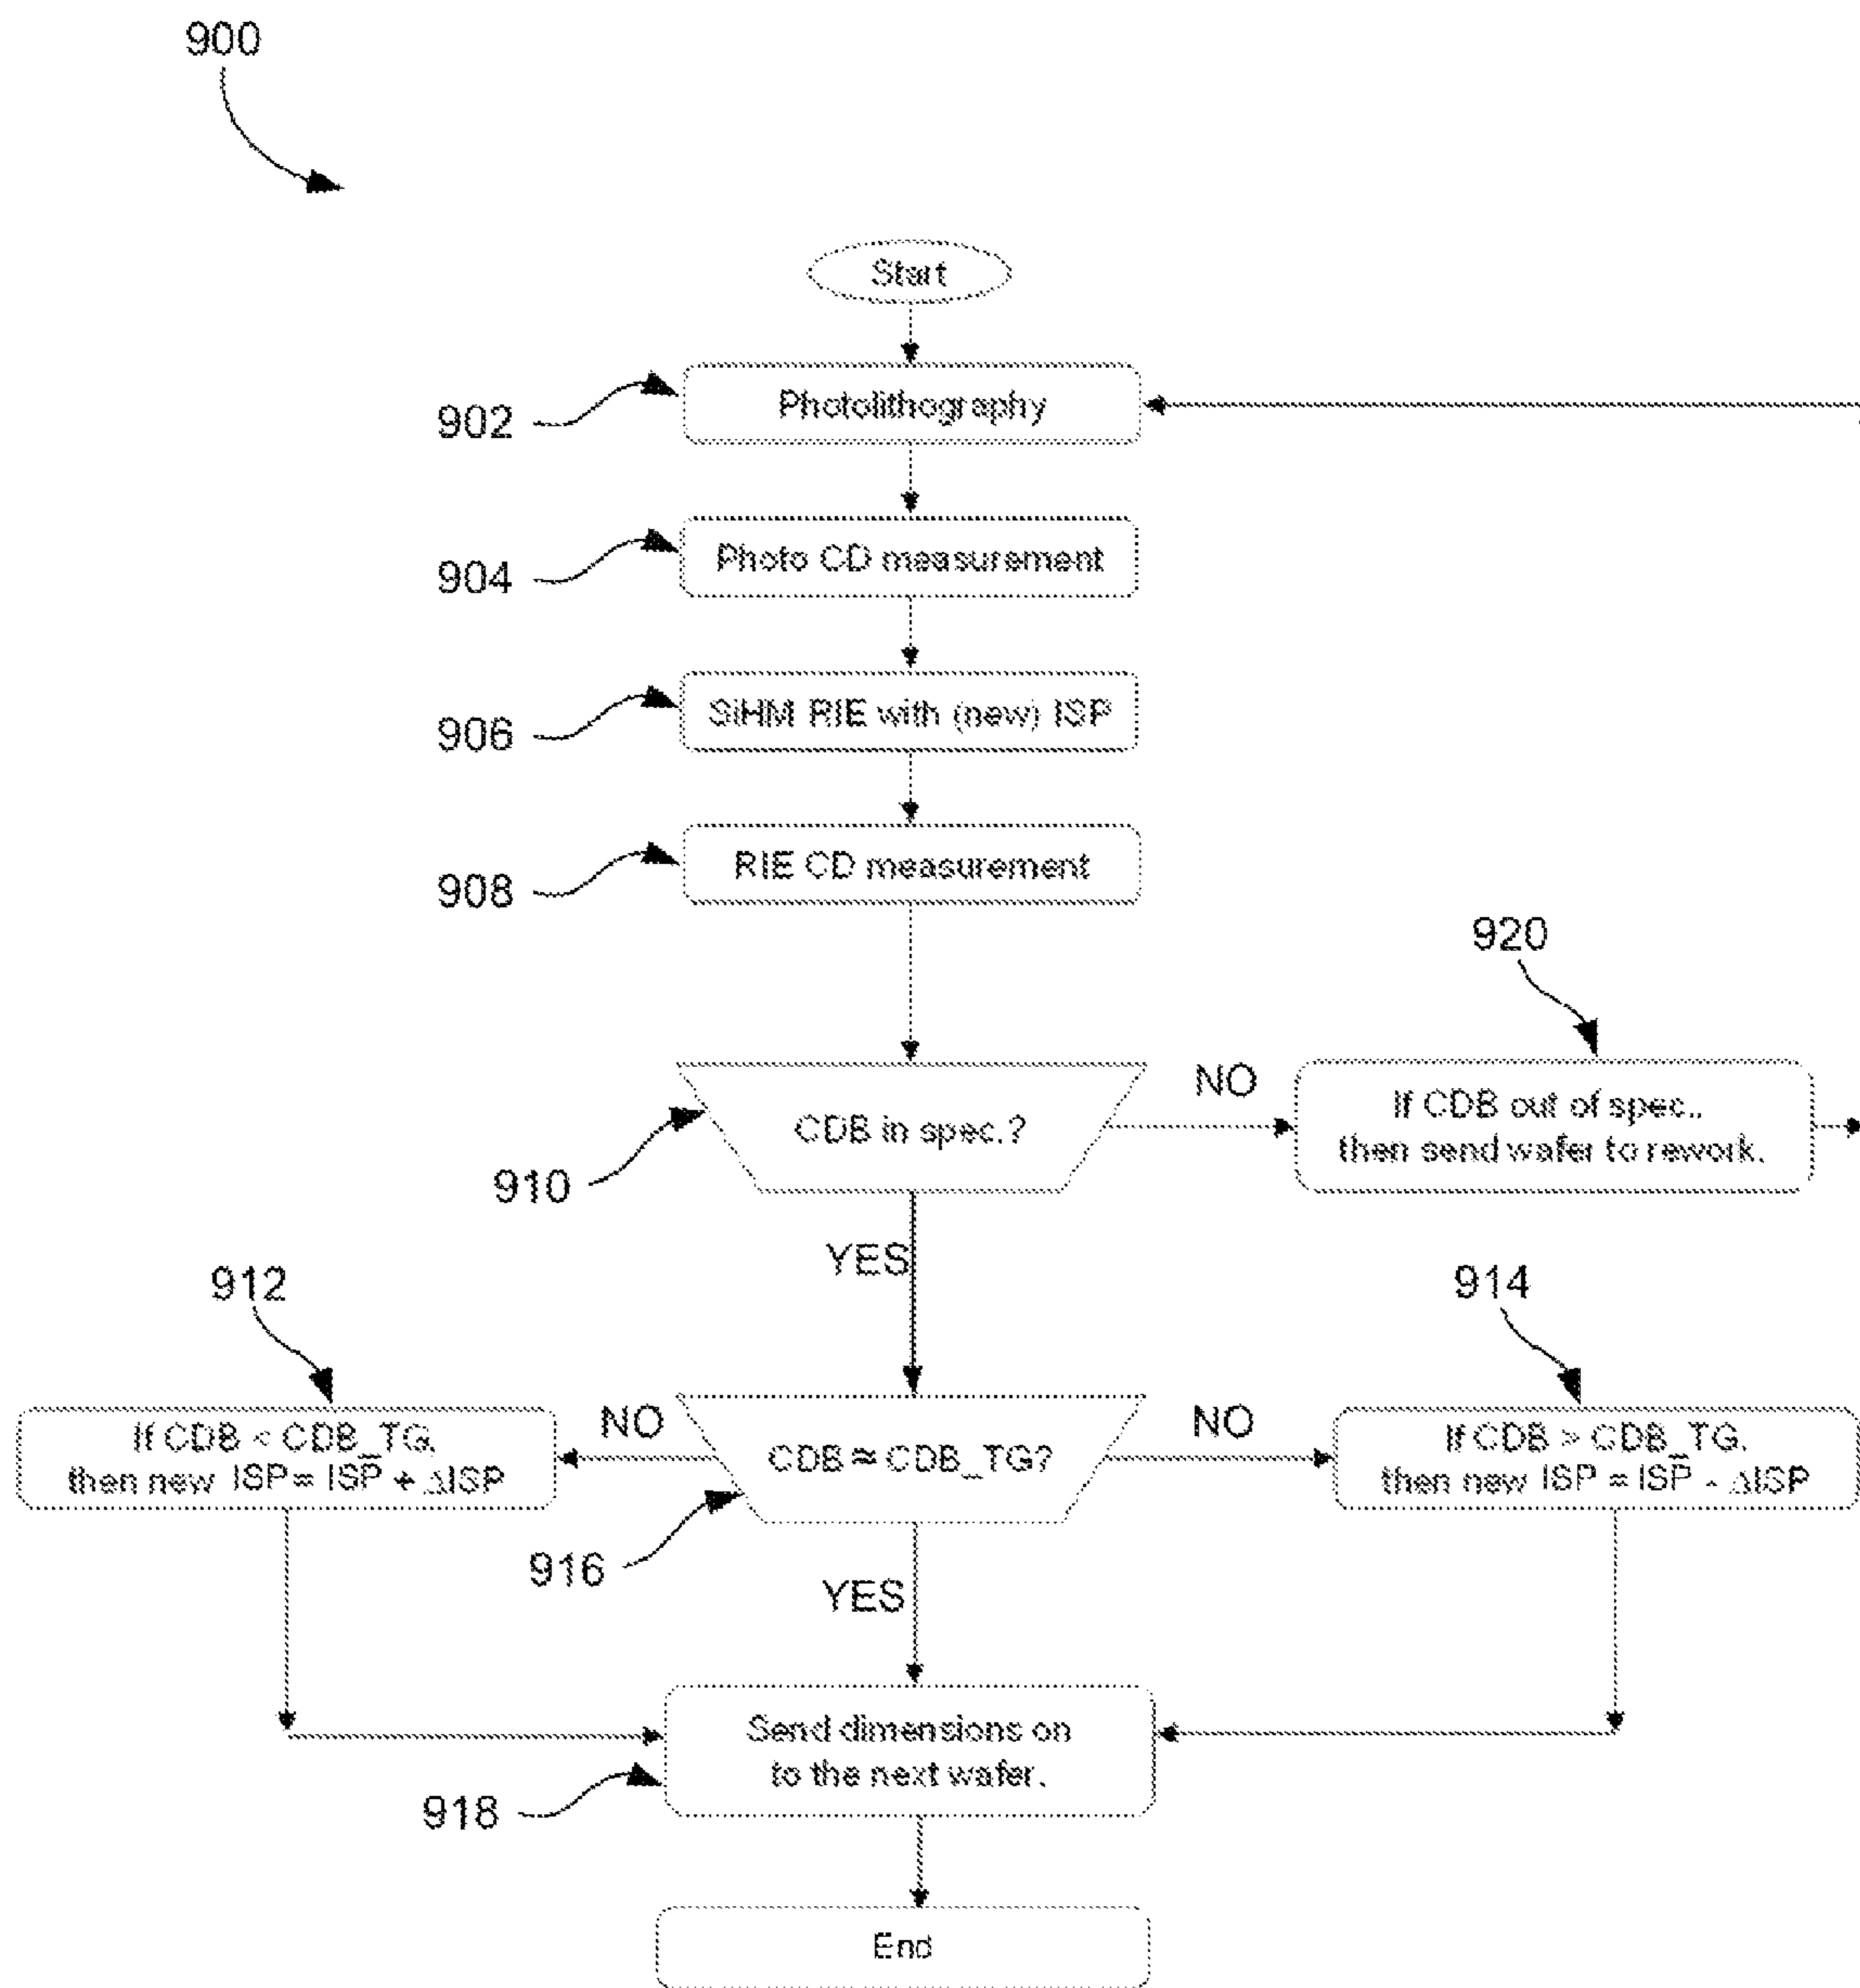 900
Start
902
Photolithography
904
Photo CD measurement
906
SiHM RIE with (new) ISP
908
RIE CD measurement
920
910
CDB in spec.?
NO
If CDB out of spec.,
then send wafer to rework.
YES
912
914
If CDB < CDB_TG,
then new ISP = ISP + ΔISP
NO
CDB ≈ CDB_TG?
NO
If CDB > CDB_TG,
then new ISP = ISP - ΔISP
916
YES
918
Send dimensions on
to the next wafer.
End